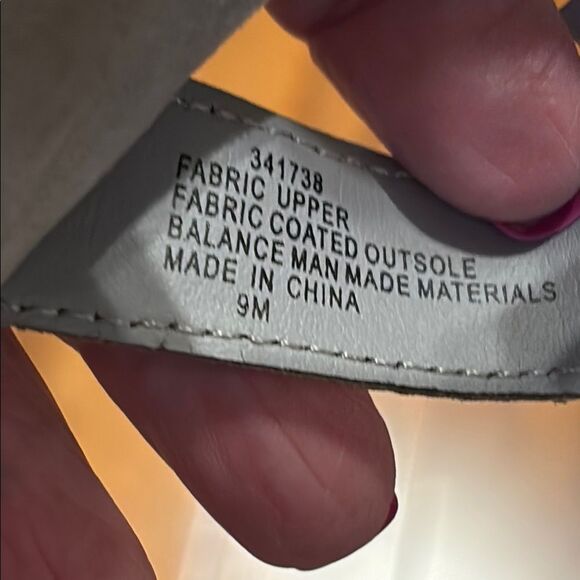 341738
FABRIC UPPER
FABRIC COATED OUTSOLE
BALANCE MAN MADE MATERIALS
MADE IN CHINA
9M